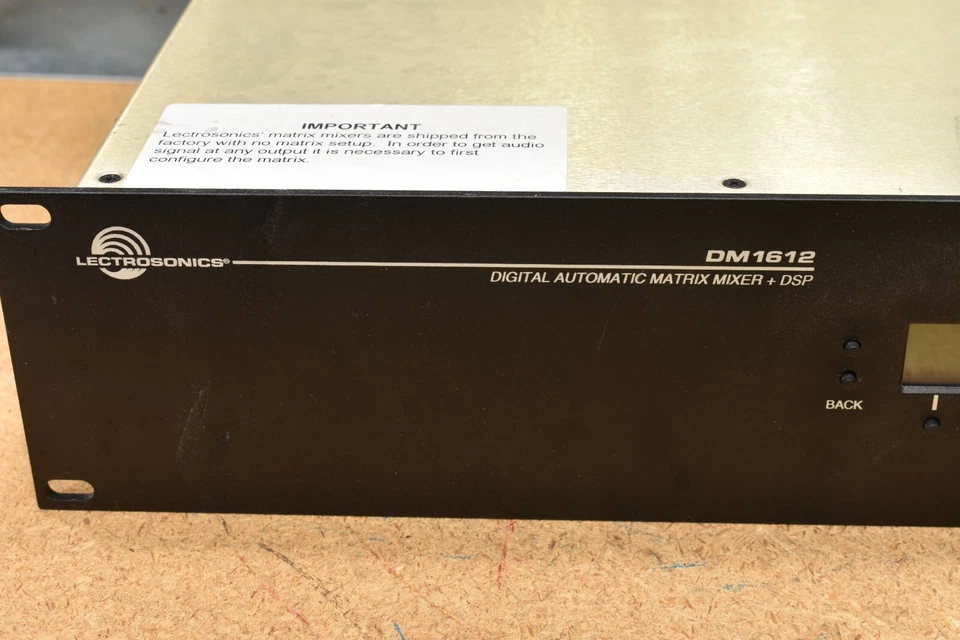 IMPORTANT
Lectrosonics' matrix mixers are shipped from the
factory with no matrix setup. In order to get audio
signal at any output it is necessary to first
configure the matrix.
LECTROSONICS®
DM1612
DIGITAL AUTOMATIC MATRIX MIXER + DSP
BACK